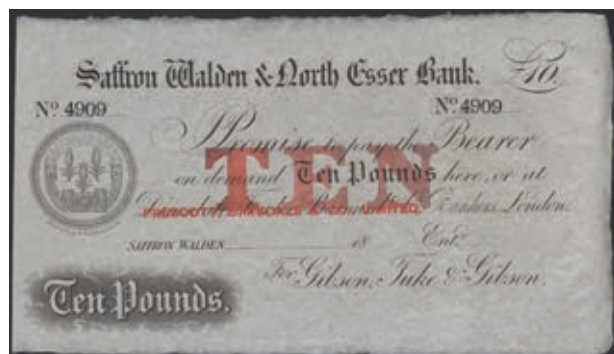 Saffron Walden & North Essex Bank. £10.
Nº 4909 Nº 4909
I Promise to pay the Bearer
TEN
on demand Ten Pounds here, or at
Bankers, London.
SAFFRON WALDEN 18 Entd.
For Gibson, Tuke & Gibson.
Ten Pounds.